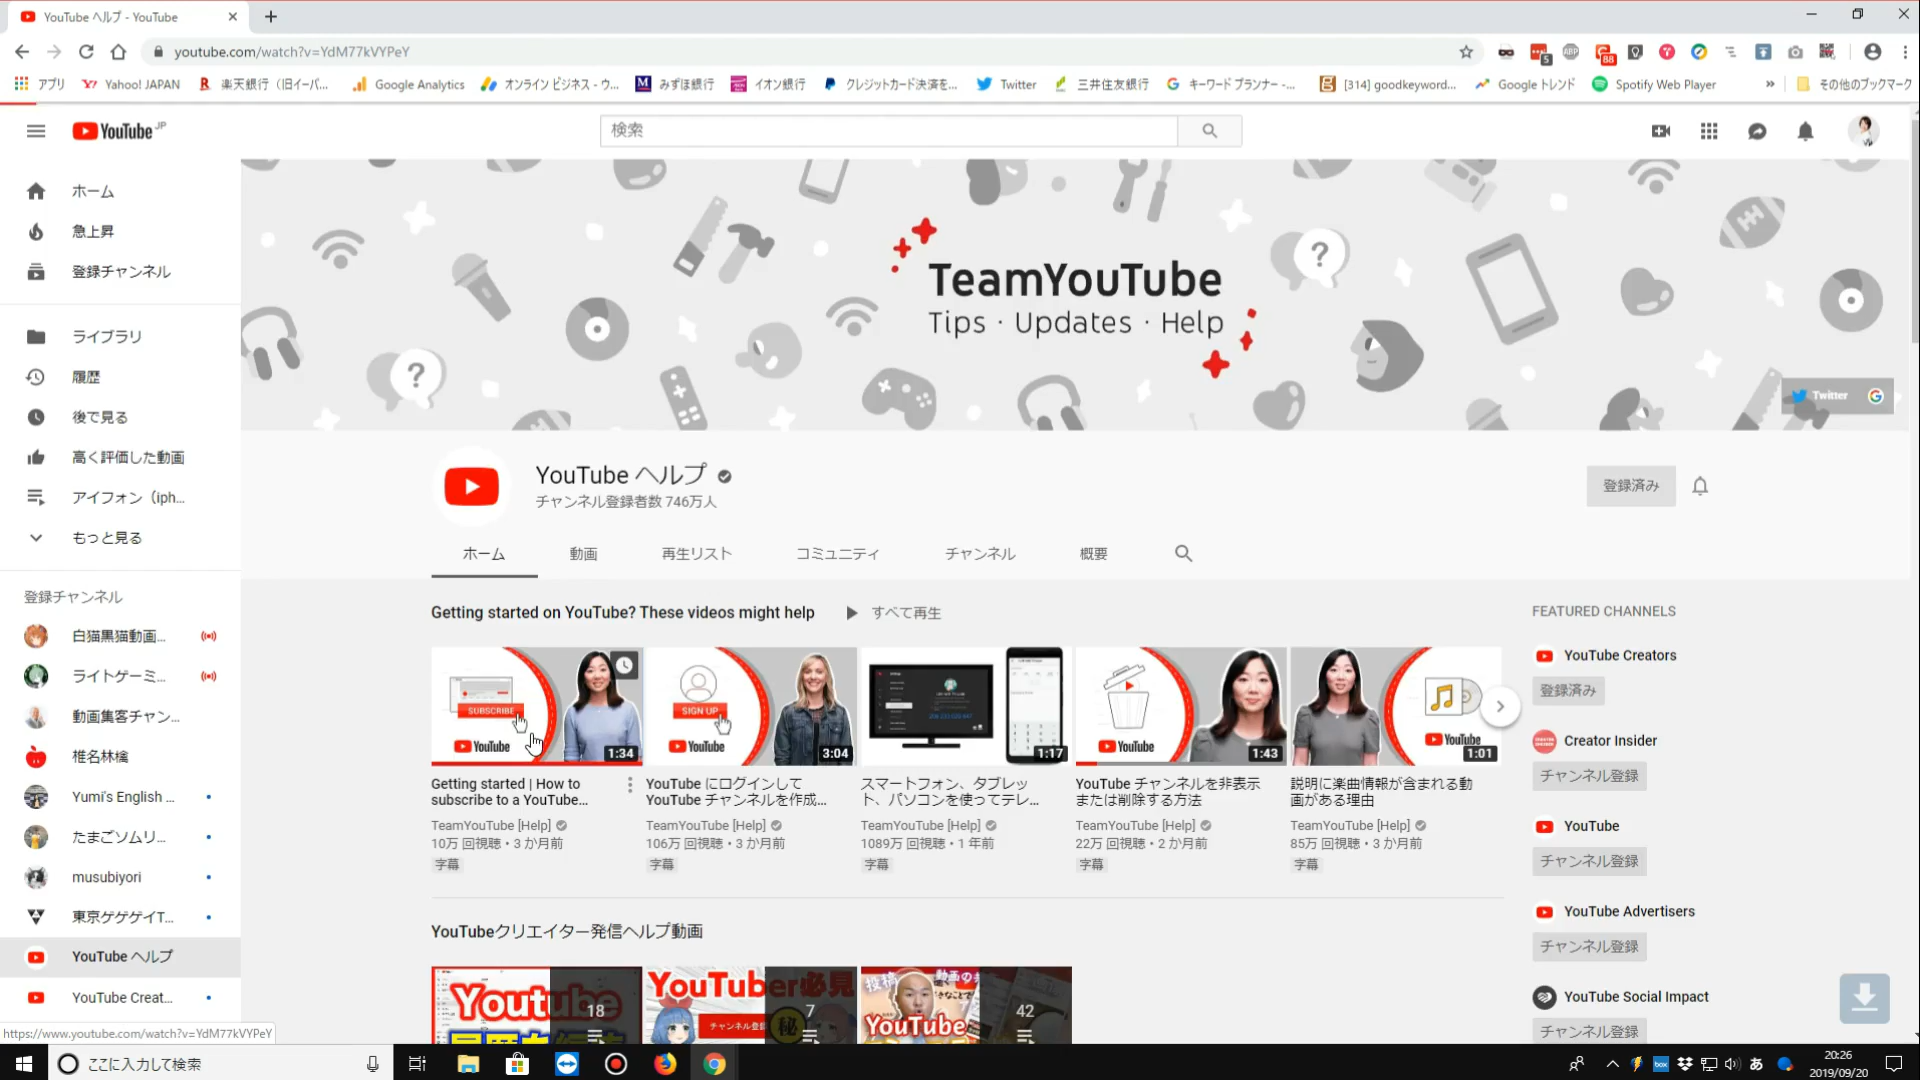 YouTube ヘルプ - YouTube
youtube.com/watch?v=YdM77kVYPeY
アプリ
Yahoo! JAPAN
楽天銀行（旧イーバ...
Google Analytics
オンライン ビジネス - ウ...
みずほ銀行
イオン銀行
クレジットカード決済を...
Twitter
三井住友銀行
キーワード プランナー -...
[314] goodkeyword...
Google トレンド
Spotify Web Player
その他のブックマーク
YouTube JP
検索
ホーム
急上昇
登録チャンネル
ライブラリ
履歴
後で見る
高く評価した動画
アイフォン（iph...
もっと見る
登録チャンネル
白猫黒猫動画...
ライトゲーミ...
動画集客チャン...
椎名林檎
Yumi's English ...
たまごソムリ...
musubiyori
東京ゲゲゲイT...
YouTube ヘルプ
YouTube Creat...
TeamYouTube
Tips · Updates · Help
Twitter
YouTube ヘルプ
チャンネル登録者数 746万人
登録済み
ホーム
動画
再生リスト
コミュニティ
チャンネル
概要
Getting started on YouTube? These videos might help
すべて再生
SUBSCRIBE
YouTube
1:34
SIGN UP
YouTube
3:04
1:17
YouTube
1:43
YouTube
1:01
Getting started | How to
subscribe to a YouTube...
TeamYouTube [Help]
10万 回視聴・3 か月前
字幕
YouTube にログインして
YouTube チャンネルを作成...
TeamYouTube [Help]
106万 回視聴・3 か月前
字幕
スマートフォン、タブレッ
ト、パソコンを使ってテレ...
TeamYouTube [Help]
1089万 回視聴・1 年前
字幕
YouTube チャンネルを非表示
または削除する方法
TeamYouTube [Help]
22万 回視聴・2 か月前
字幕
説明に楽曲情報が含まれる動
画がある理由
TeamYouTube [Help]
85万 回視聴・3 か月前
字幕
YouTubeクリエイター発信ヘルプ動画
Youtube
18
YouTuber必見
チャンネル登録
秘
7
YouTube
42
FEATURED CHANNELS
YouTube Creators
登録済み
Creator Insider
チャンネル登録
YouTube
チャンネル登録
YouTube Advertisers
チャンネル登録
YouTube Social Impact
チャンネル登録
https://www.youtube.com/watch?v=YdM77kVYPeY
ここに入力して検索
あ
20:26
2019/09/20